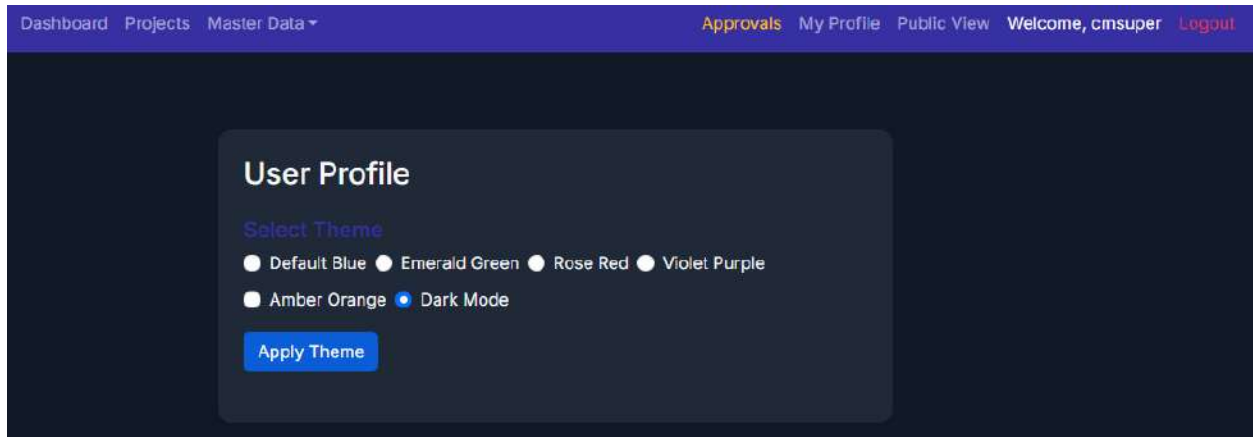 Dashboard Projects Master Data Approvals My Profile Public View Welcome, cmsuper Logout
User Profile
Select Theme
Default Blue Emerald Green Rose Red Violet Purple
Amber Orange Dark Mode
Apply Theme